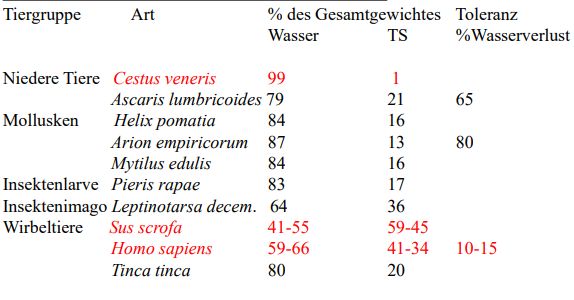 Tiergruppe Art % des Gesamtgewichtes Toleranz
Wasser TS %Wasserverlust
Niedere Tiere Cestus veneris 99 1
Ascaris lumbricoides 79 21 65
Mollusken Helix pomatia 84 16
Arion empiricorum 87 13 80
Mytilus edulis 84 16
Insektenlarve Pieris rapae 83 17
Insektenimago Leptinotarsa decem. 64 36
Wirbeltiere Sus scrofa 41-55 59-45
Homo sapiens 59-66 41-34 10-15
Tinca tinca 80 20